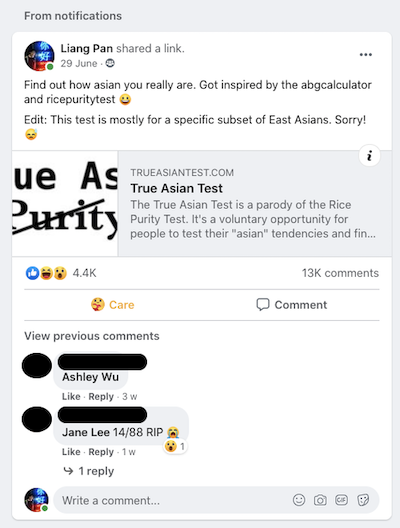 From notifications
Liang Pan shared a link.
29 June ·
Find out how asian you really are. Got inspired by the abgcalculator
and ricepuritytest 😀
Edit: This test is mostly for a specific subset of East Asians. Sorry!
😅
ue As
Purity
TRUEASIANTEST.COM
True Asian Test
The True Asian Test is a parody of the Rice
Purity Test. It's a voluntary opportunity for
people to test their "asian" tendencies and fin...
4.4K 13K comments
Care Comment
View previous comments
Ashley Wu
Like · Reply · 3 w
Jane Lee 14/88 RIP 😭
1
Like · Reply · 1 w
1 reply
Write a comment...
GIF